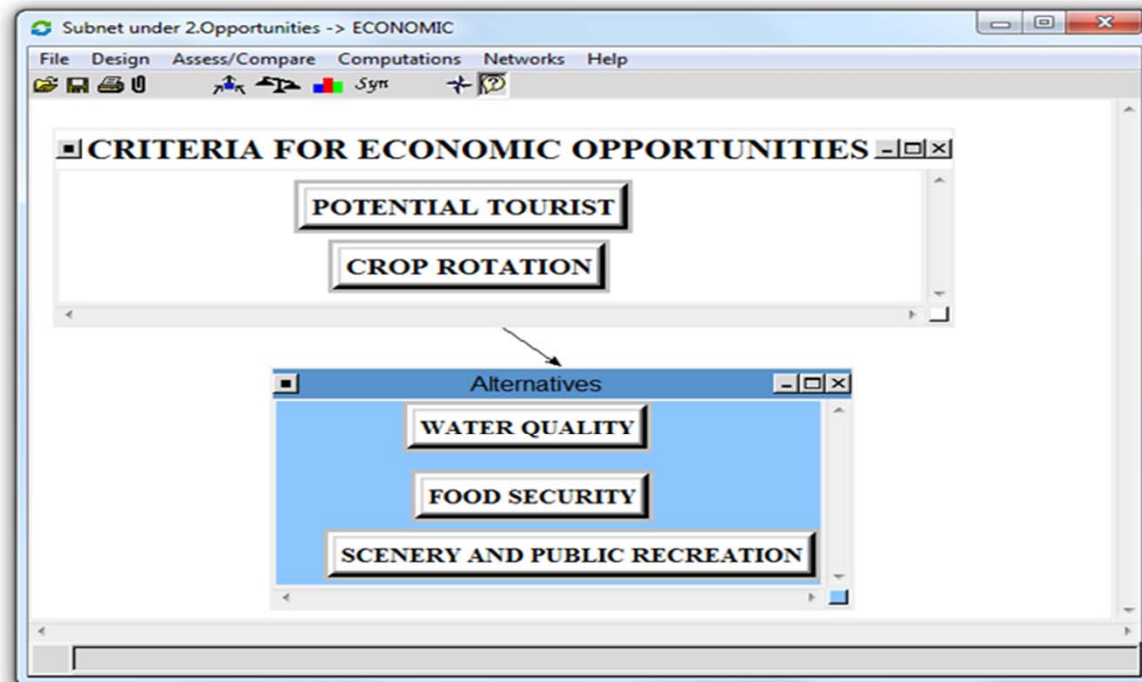 Subnet under 2.Opportunities -> ECONOMIC
File Design Assess/Compare Computations Networks Help
Syn
CRITERIA FOR ECONOMIC OPPORTUNITIES
POTENTIAL TOURIST
CROP ROTATION
Alternatives
WATER QUALITY
FOOD SECURITY
SCENERY AND PUBLIC RECREATION